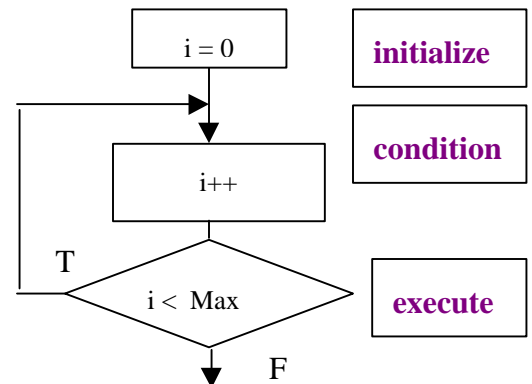 i = 0
initialize
condition
i++
T
i < Max
execute
F